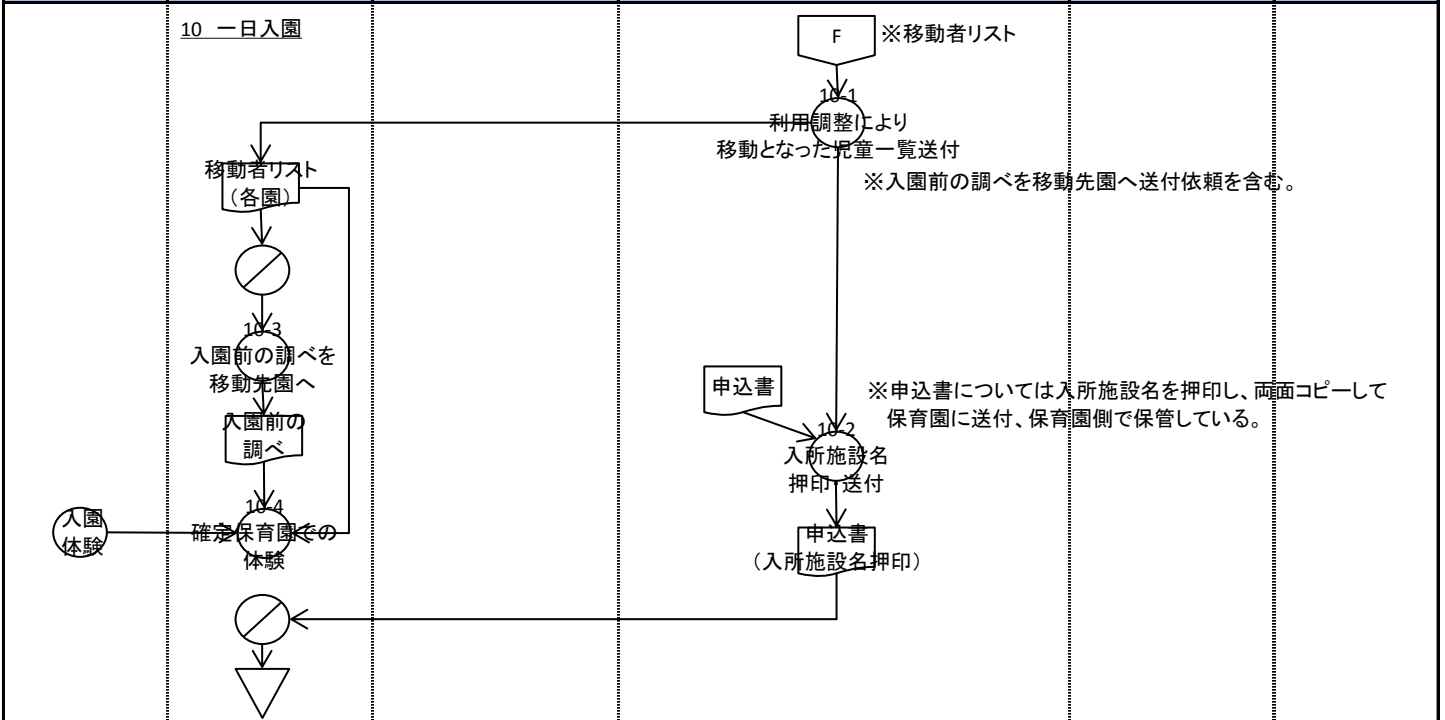 10　一日入園
F
※移動者リスト
10-1
利用調整により
移動となった児童一覧送付
※入園前の調べを移動先園へ送付依頼を含む。
移動者リスト
（各園）
10-3
入園前の調べを
移動先園へ
入園前の
調べ
申込書
※申込書については入所施設名を押印し、両面コピーして
保育園に送付、保育園側で保管している。
10-2
入所施設名
押印・送付
入園
体験
10-4
確定保育園での
体験
申込書
（入所施設名押印）